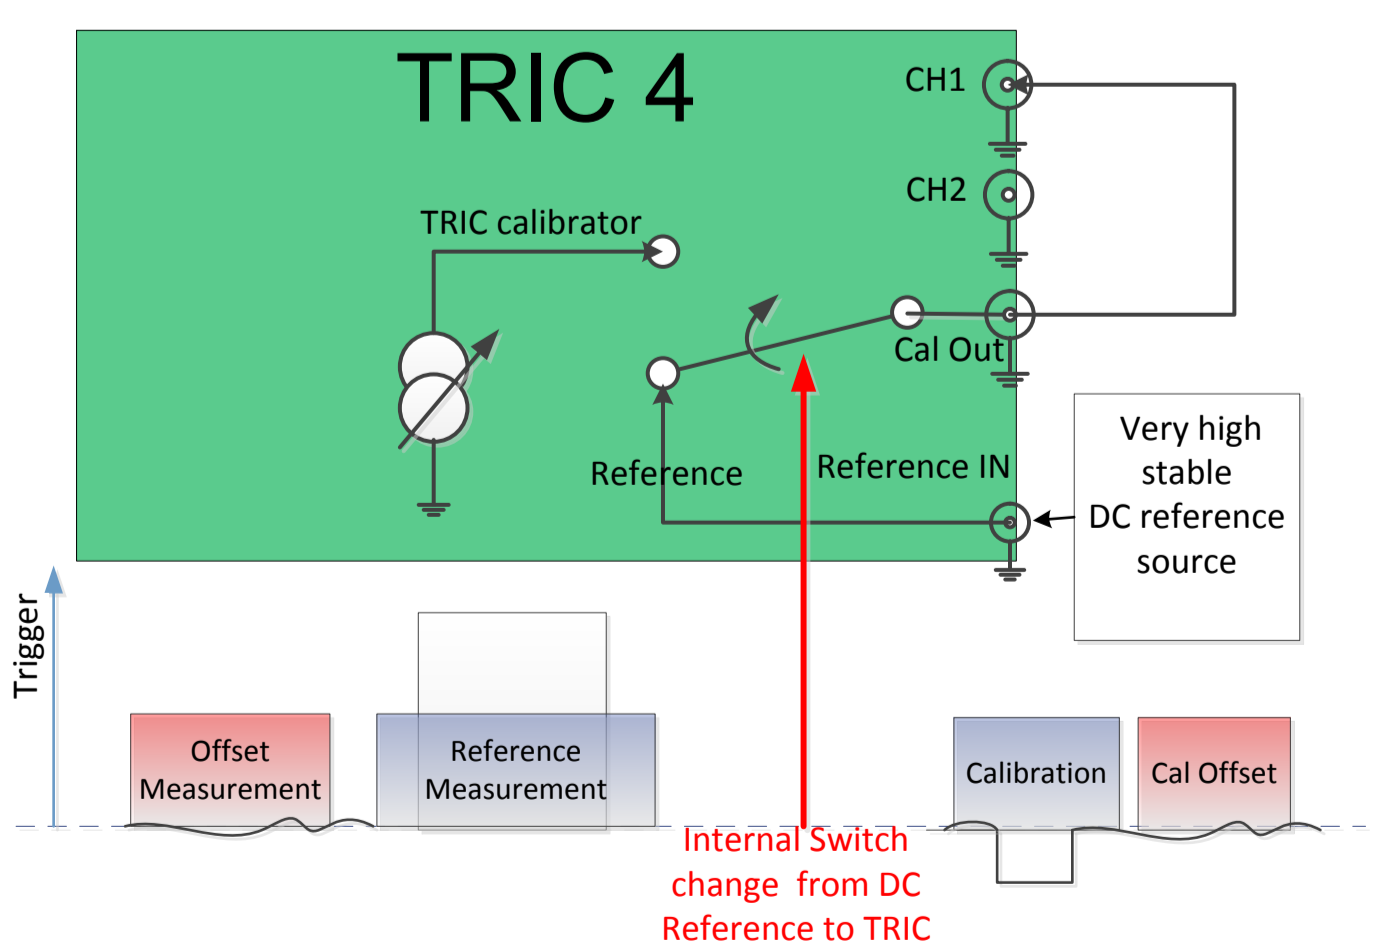 TRIC 4
CH1
CH2
TRIC calibrator
Cal Out
Reference
Reference IN
Very high
stable
DC reference
source
Trigger
Offset
Measurement
Reference
Measurement
Calibration
Cal Offset
Internal Switch
change from DC
Reference to TRIC